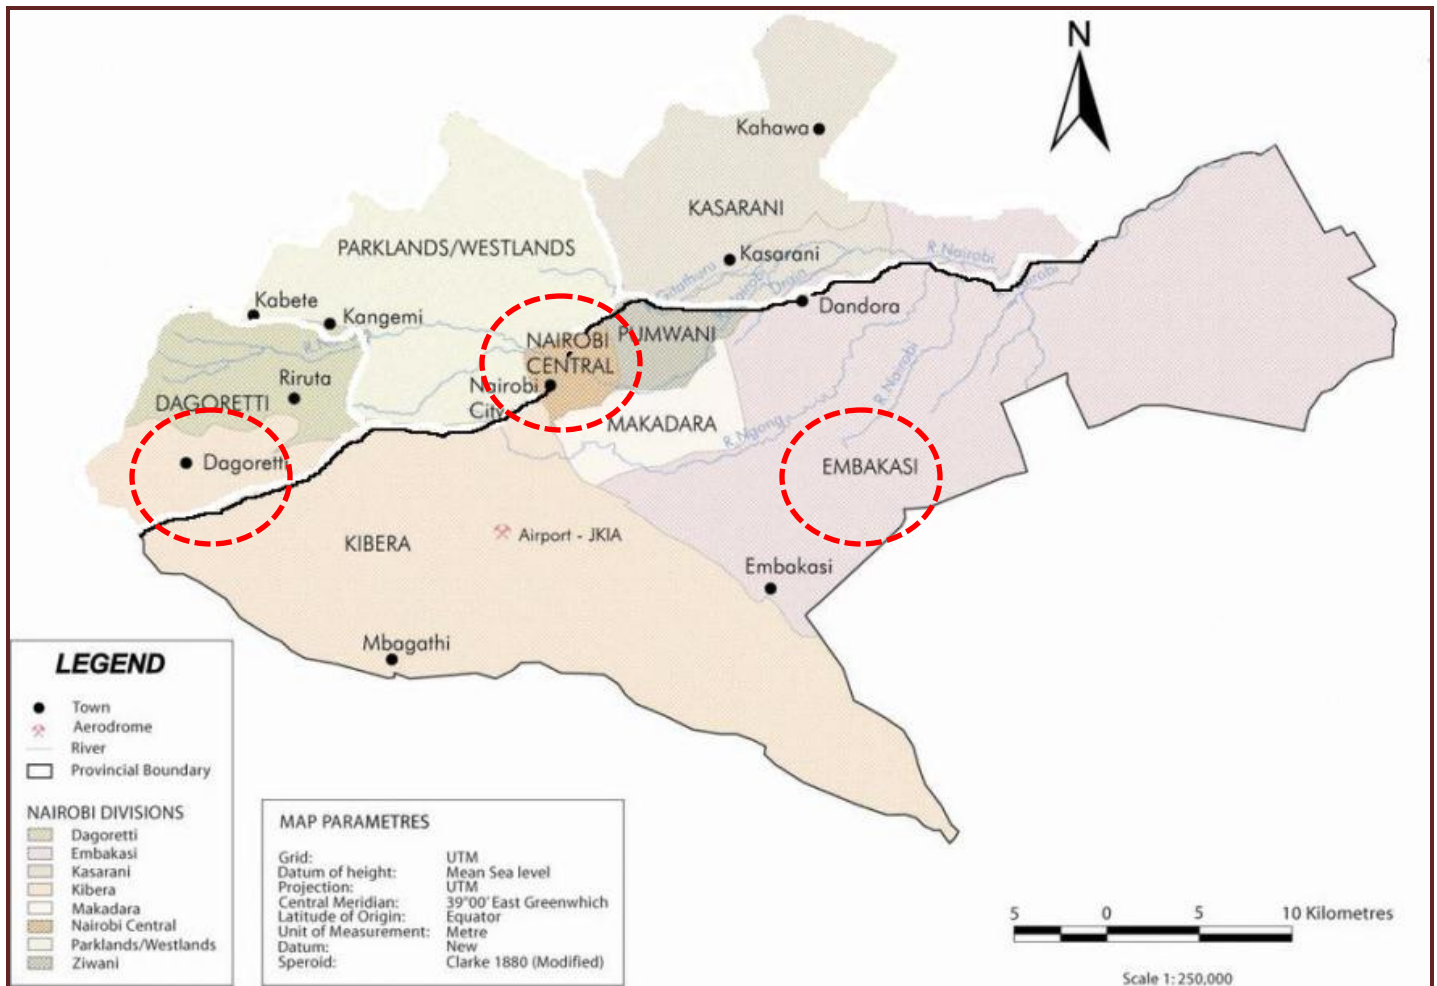 N
Kahawa
KASARANI
PARKLANDS/WESTLANDS
Kasarani
R.Nairobi
Kabete
Kangemi
Dandora
NAIROBI
CENTRAL
PUMWANI
Riruta
Nairobi
City
DAGORETTI
MAKADARA
R.Nairobi
R.Ngong
Dagoretti
EMBAKASI
KIBERA
Airport - JKIA
Embakasi
Mbagathi
LEGEND
Town
Aerodrome
River
Provincial Boundary
NAIROBI DIVISIONS
Dagoretti
Embakasi
Kasarani
Kibera
Makadara
Nairobi Central
Parklands/Westlands
Ziwani
MAP PARAMETRES
Grid: UTM
Datum of height: Mean Sea level
Projection: UTM
Central Meridian: 39°00' East Greenwhich
Latitude of Origin: Equator
Unit of Measurement: Metre
Datum: New
Speroid: Clarke 1880 (Modified)
5 0 5 10 Kilometres
Scale 1:250,000